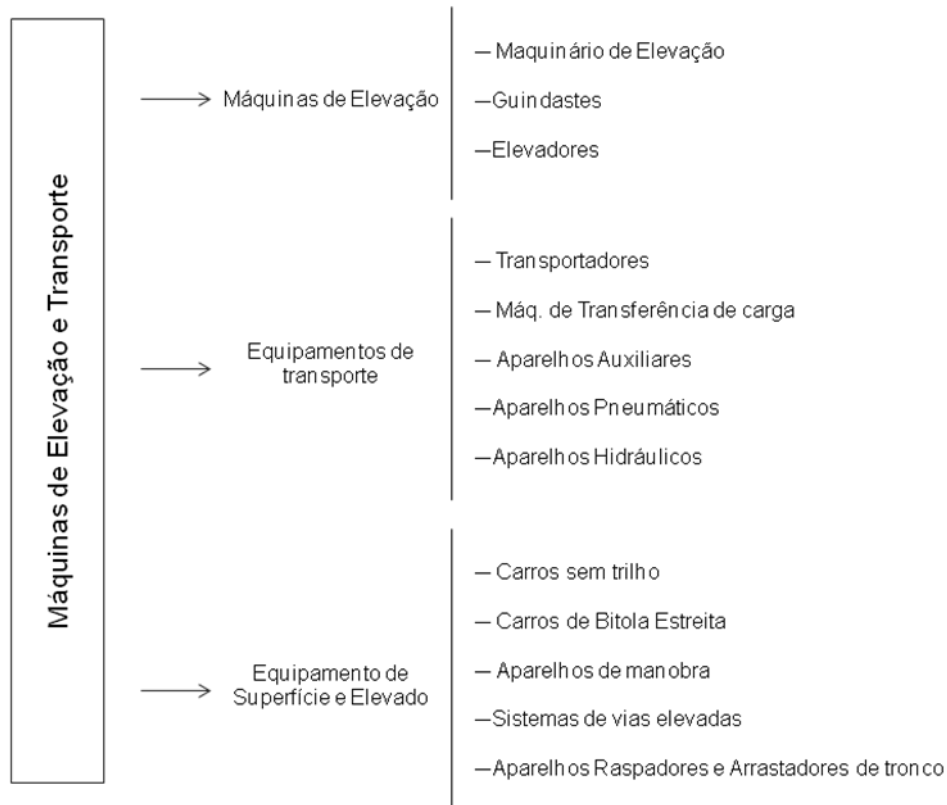 Máquinas de Elevação e Transporte
Máquinas de Elevação
— Maquinário de Elevação
—Guindastes
—Elevadores
Equipamentos de
transporte
— Transportadores
— Máq. de Transferência de carga
— Aparelhos Auxiliares
—Aparelhos Pneumáticos
—Aparelhos Hidráulicos
Equipamento de
Superfície e Elevado
— Carros sem trilho
— Carros de Bitola Estreita
— Aparelhos de manobra
—Sistemas de vias elevadas
—Aparelhos Raspadores e Arrastadores de tronco